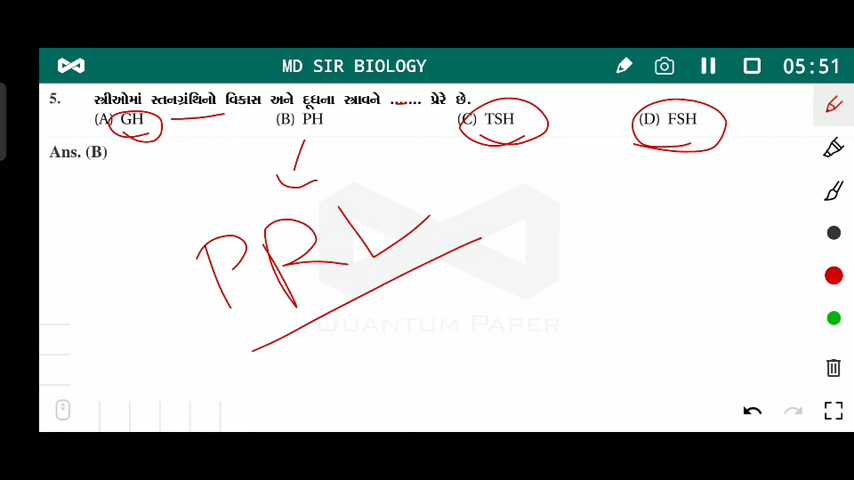 MD SIR BIOLOGY
05:51
5. સ્ત્રીઓમાં સ્તનગ્રંથિનો વિકાસ અને દૂધના સ્ત્રાવને ...... પ્રેરે છે.
(A) GH (B) PH (C) TSH (D) FSH
Ans. (B)
PRL
QUANTUM PAPER